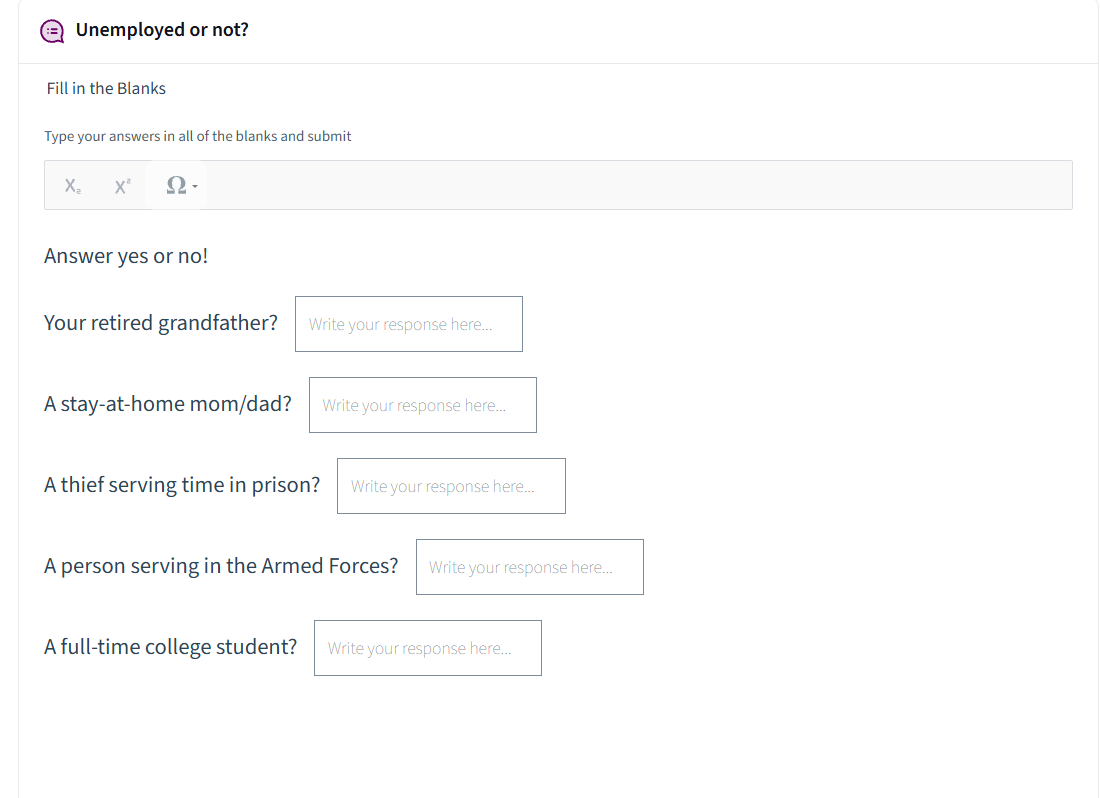 Unemployed or not?
Fill in the Blanks
Type your answers in all of the blanks and submit
X₂ X² Ω
Answer yes or no!
Your retired grandfather? Write your response here...
A stay-at-home mom/dad? Write your response here...
A thief serving time in prison? Write your response here...
A person serving in the Armed Forces? Write your response here...
A full-time college student? Write your response here...